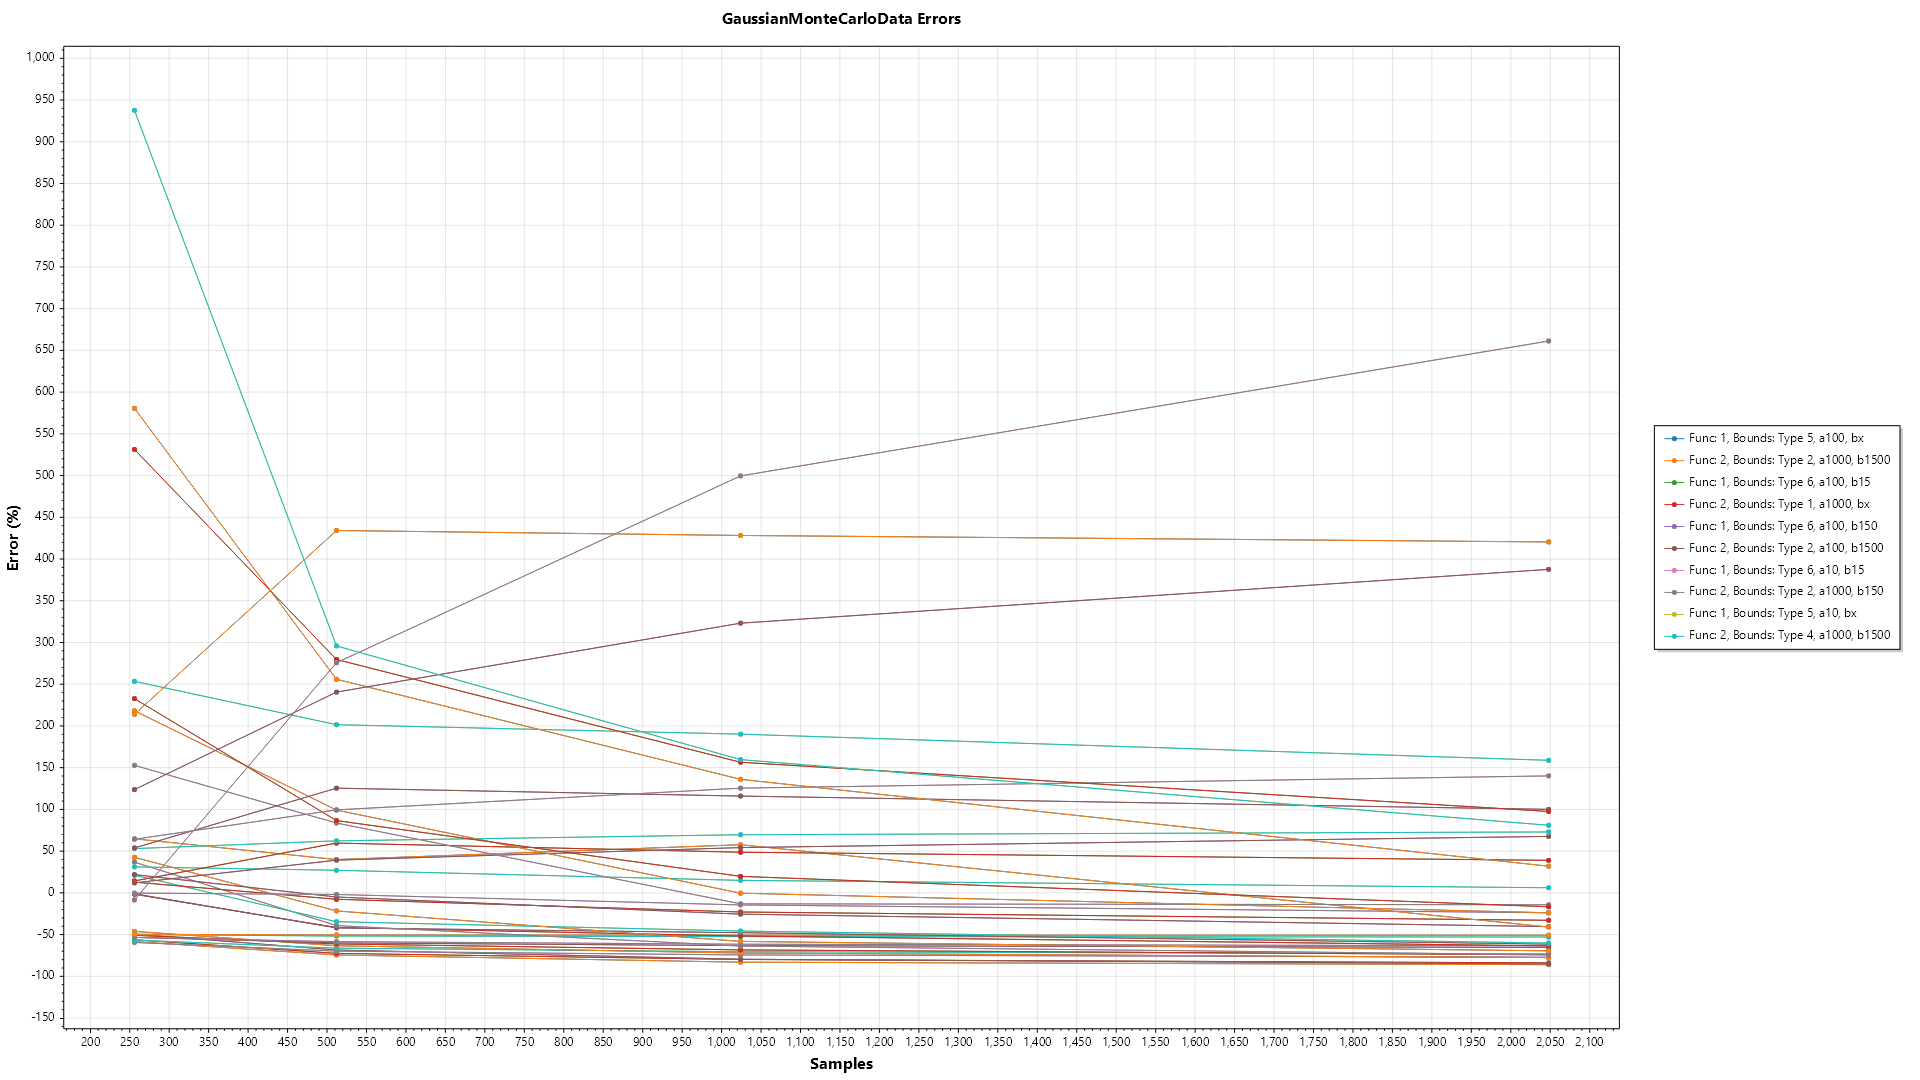 GaussianMonteCarloData Errors
1,000
950
900
850
800
750
700
650
600
550
500
450
400
350
300
250
200
150
100
50
0
-50
-100
-150
Error (%)
200 250 300 350 400 450 500 550 600 650 700 750 800 850 900 950 1,000 1,050 1,100 1,150 1,200 1,250 1,300 1,350 1,400 1,450 1,500 1,550 1,600 1,650 1,700 1,750 1,800 1,850 1,900 1,950 2,000 2,050 2,100
Samples
Func: 1, Bounds: Type 5, a100, bx
Func: 2, Bounds: Type 2, a1000, b1500
Func: 1, Bounds: Type 6, a100, b15
Func: 2, Bounds: Type 1, a1000, bx
Func: 1, Bounds: Type 6, a100, b150
Func: 2, Bounds: Type 2, a100, b1500
Func: 1, Bounds: Type 6, a10, b15
Func: 2, Bounds: Type 2, a1000, b150
Func: 1, Bounds: Type 5, a10, bx
Func: 2, Bounds: Type 4, a1000, b1500